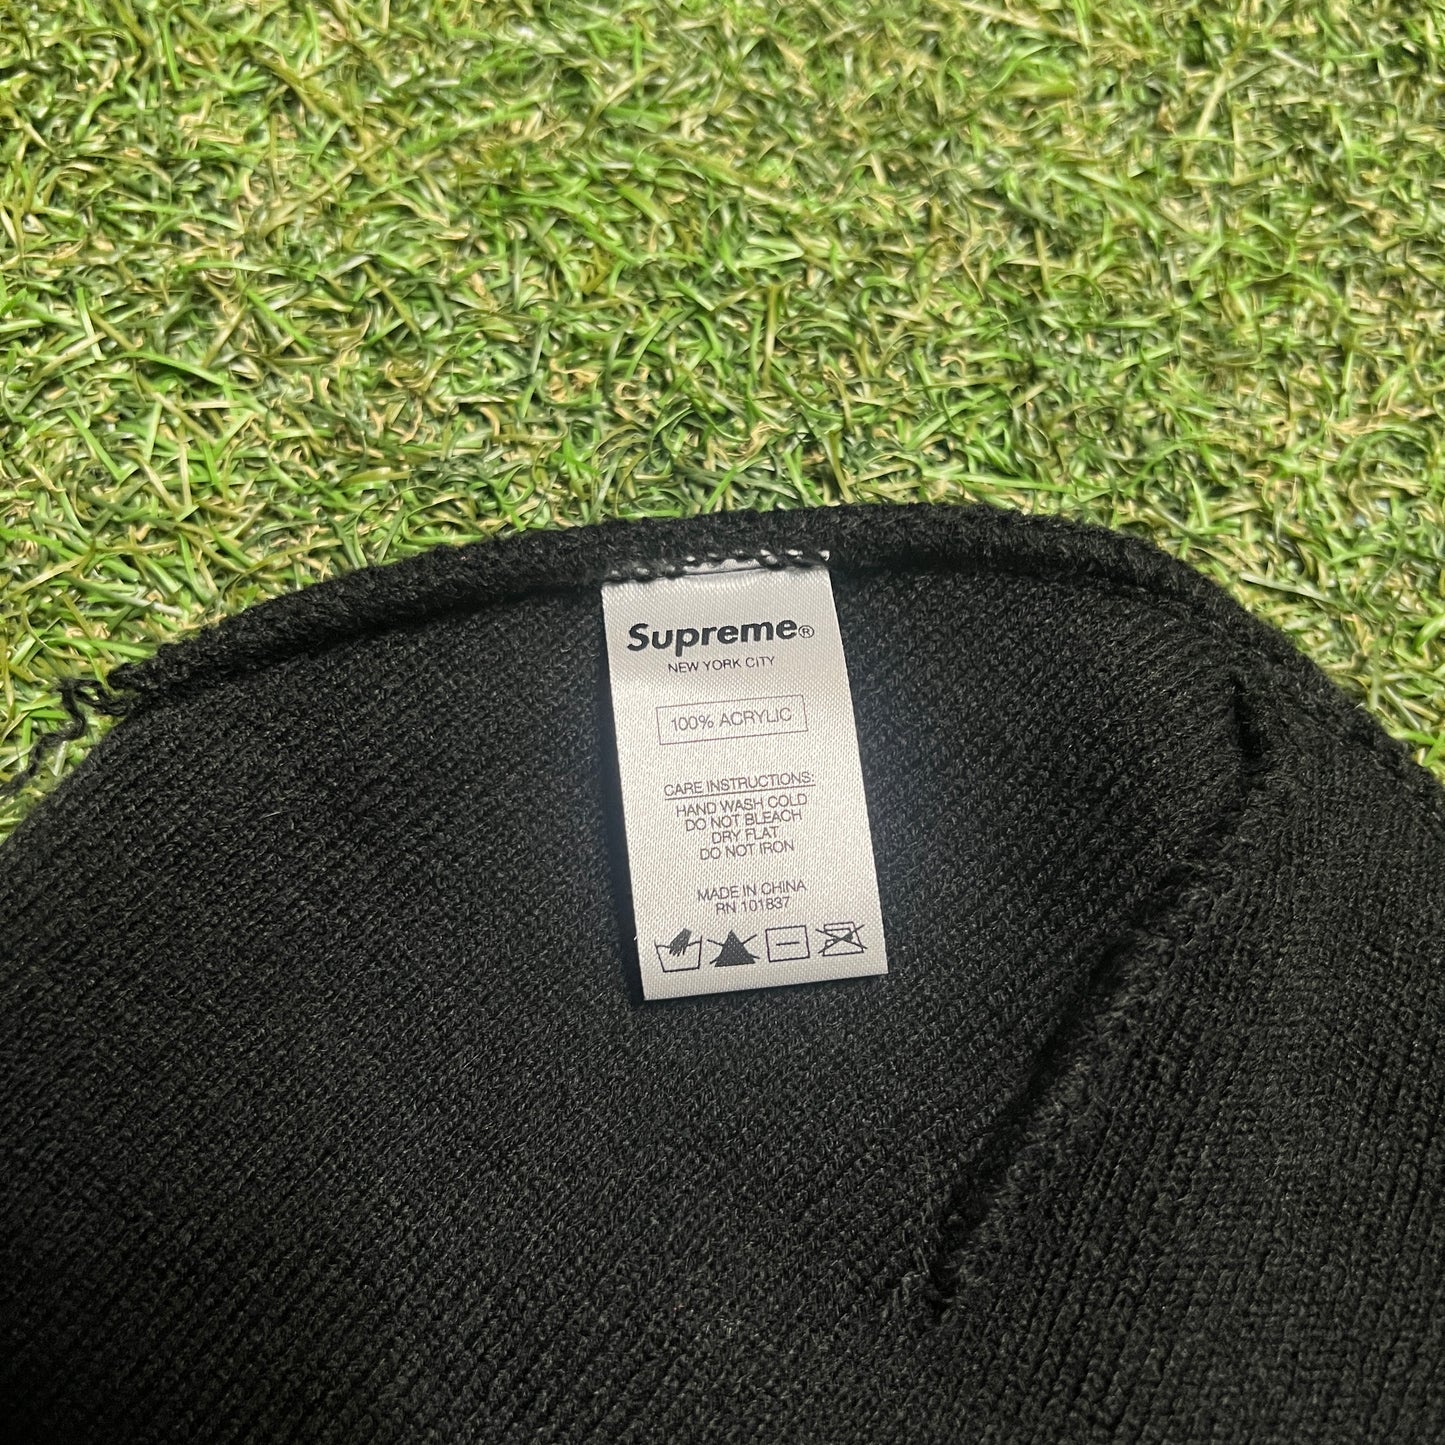 Supreme®
NEW YORK CITY
100% ACRYLIC
CARE INSTRUCTIONS:
HAND WASH COLD
DO NOT BLEACH
DRY FLAT
DO NOT IRON
MADE IN CHINA
RN 101837